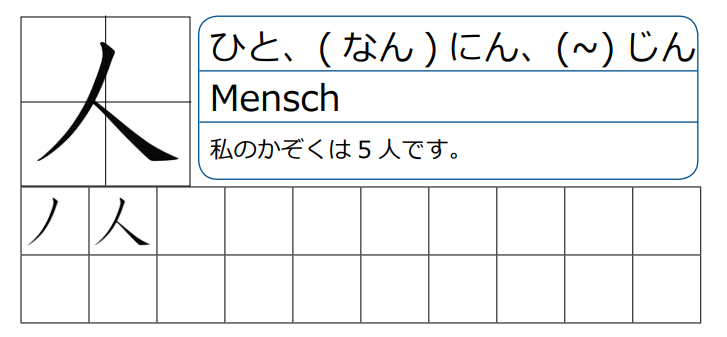 人
ひと、( なん ) にん、(~) じん
Mensch
私のかぞくは 5 人です。
ノ 人